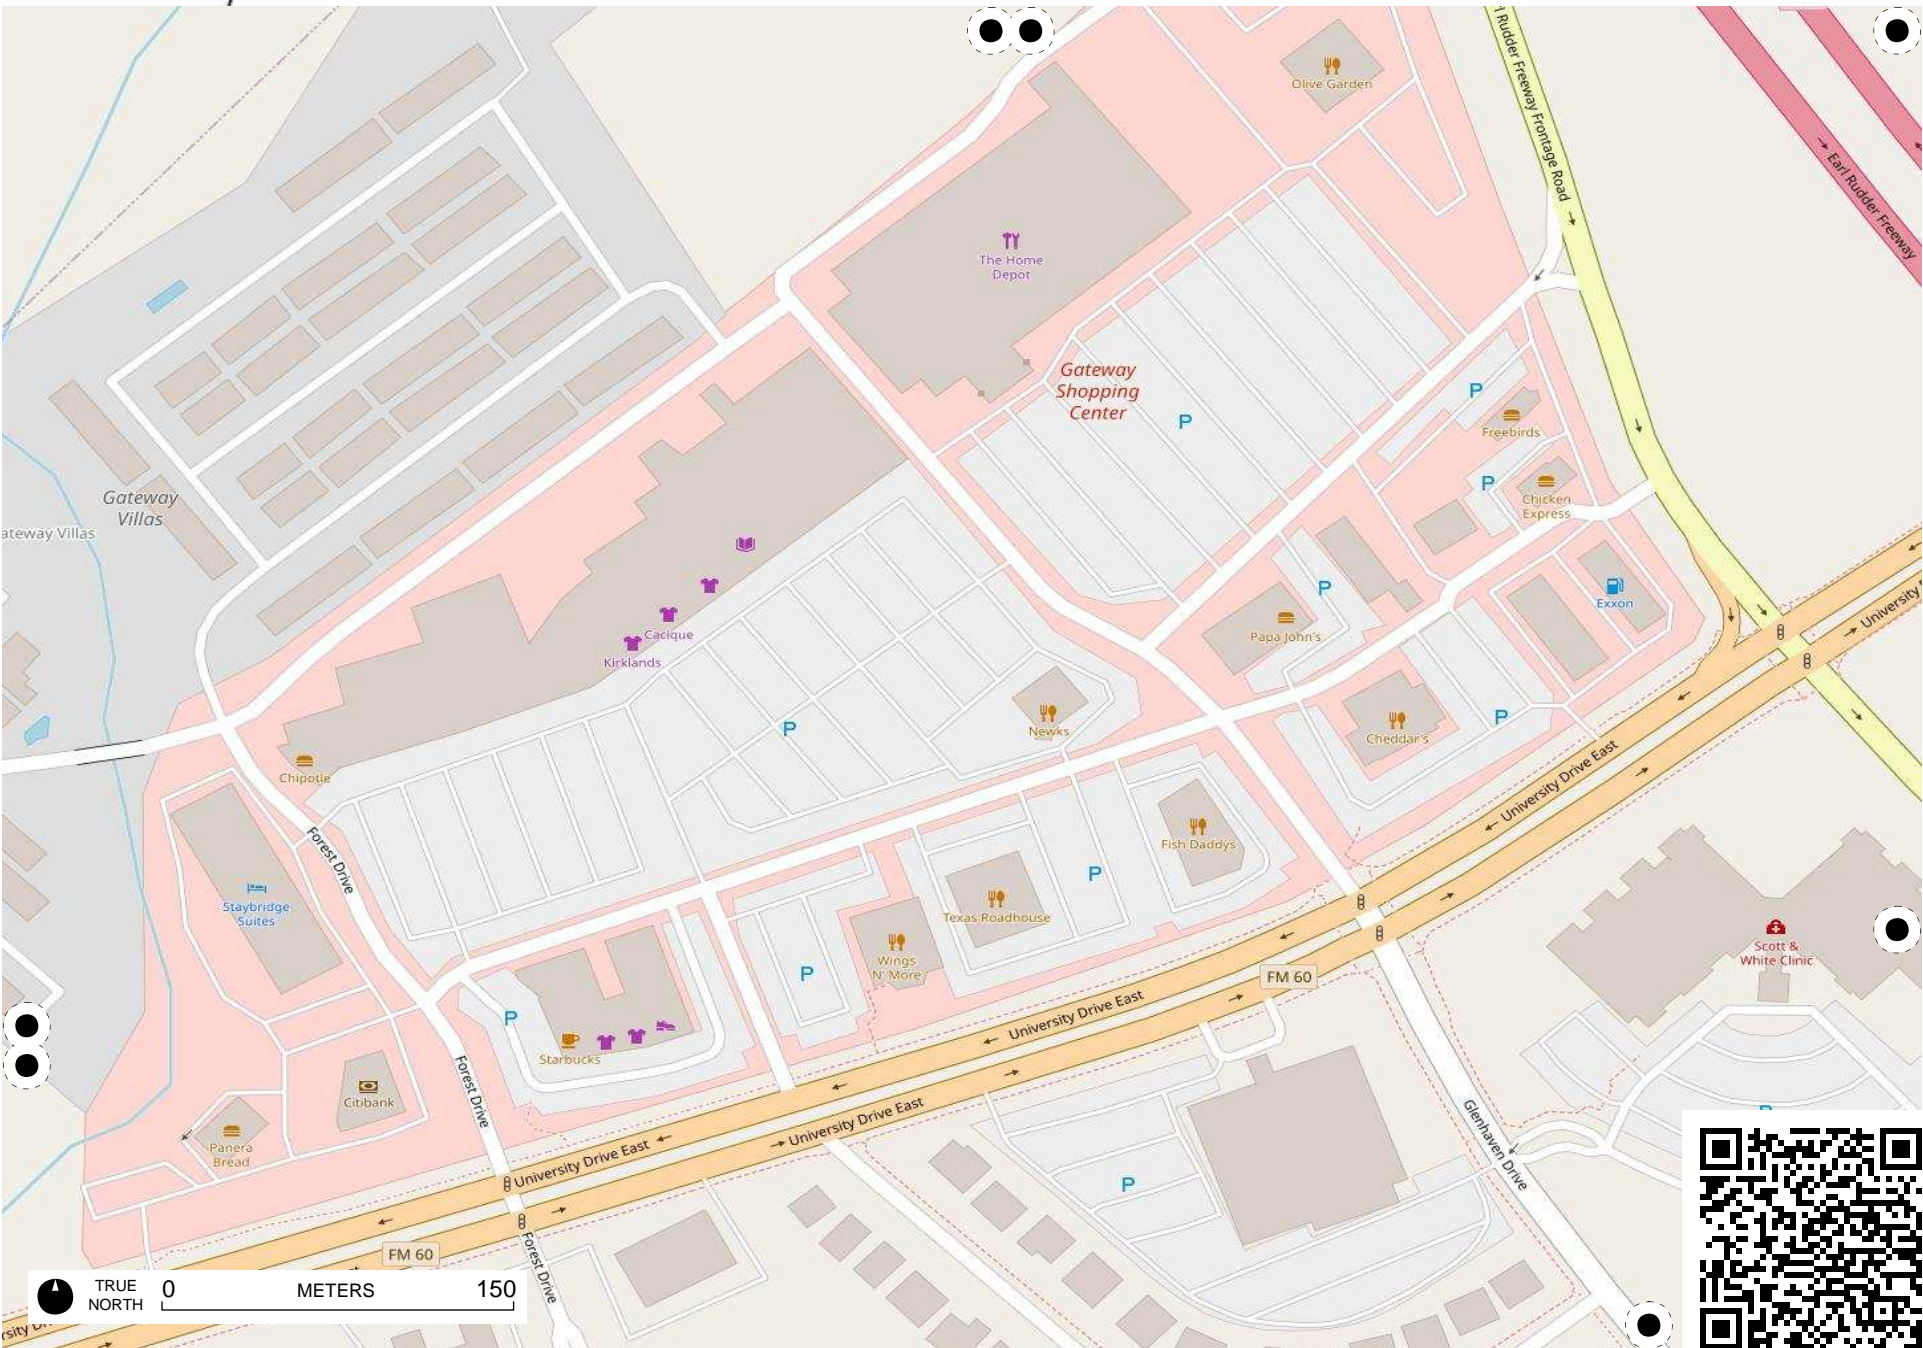 Olive Garden
l Rudder Freeway Frontage Road
Earl Rudder Freeway
The Home
Depot
Gateway
Shopping
Center
P
P
Freebirds
P
Chicken
Express
Gateway
Villas
ateway Villas
P
Exxon
Papa John's
University
Cacique
Kirklands
P
Newks
Cheddar's
P
University Drive East
Chipotle
Forest Drive
Fish Daddys
P
Staybridge
Suites
Texas Roadhouse
Wings
N' More
P
Scott &
White Clinic
FM 60
University Drive East
P
Starbucks
Forest Drive
Citibank
University Drive East
Glenhaven Drive
Panera
Bread
University Drive East
P
P
FM 60
Forest Drive
TRUE
NORTH
0 METERS 150